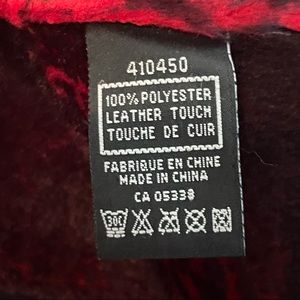 410450
100% POLYESTER
LEATHER TOUCH
TOUCHE DE CUIR
FABRIQUE EN CHINE
MADE IN CHINA
CA 05338
30